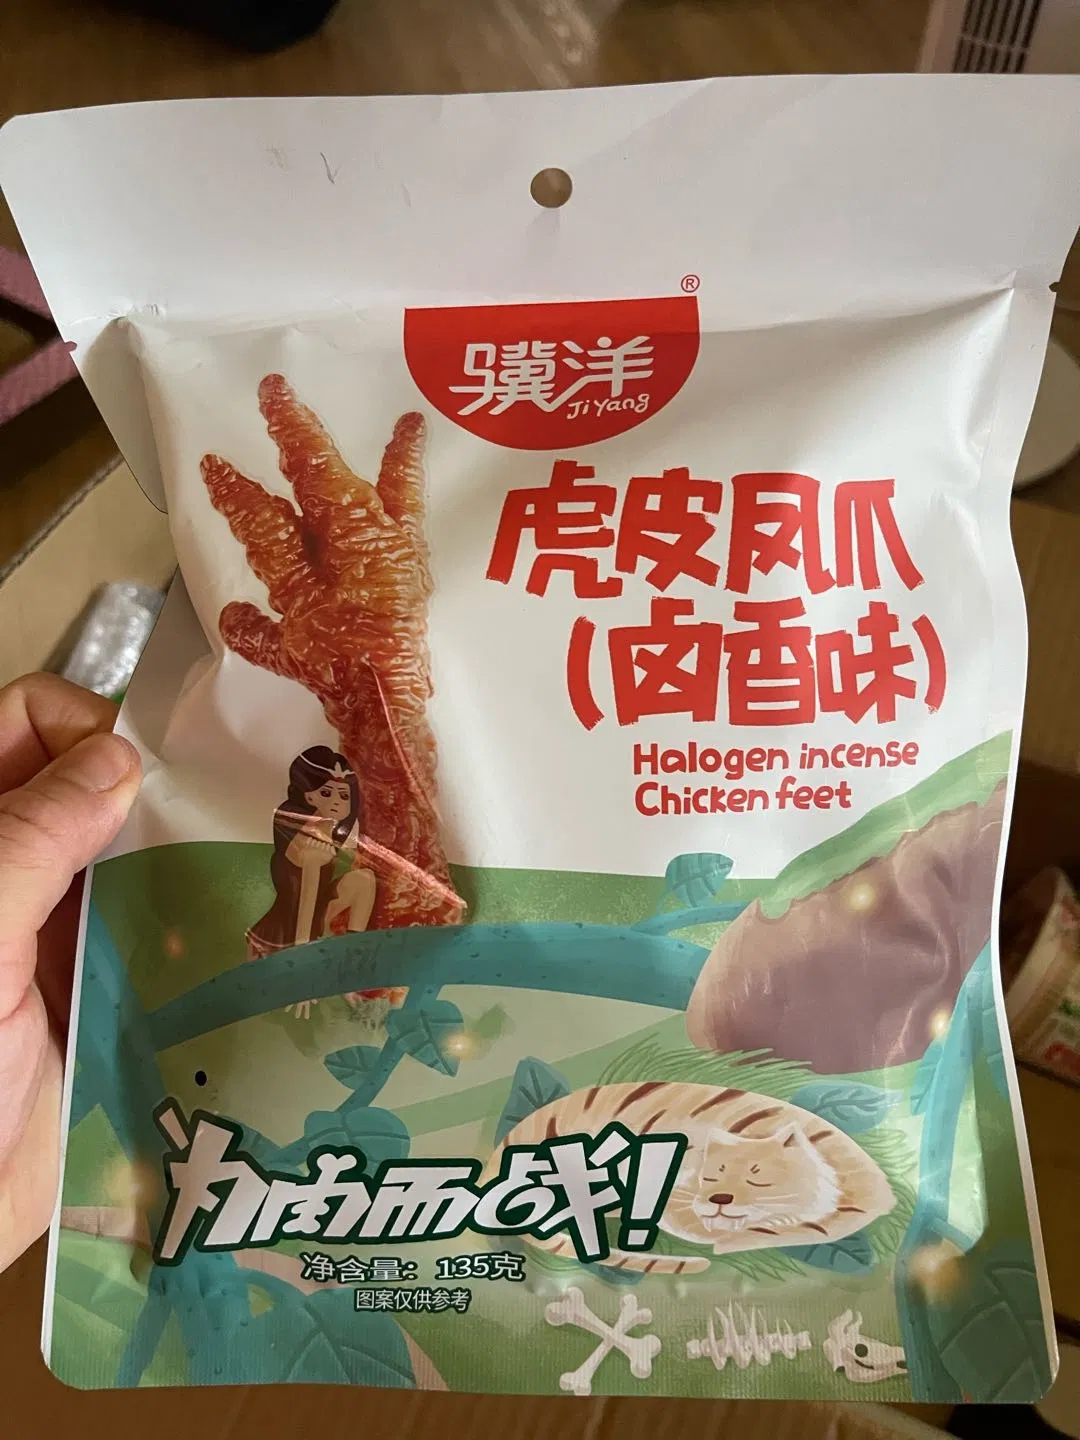 ®
骥洋
JiYang
虎皮凤爪
(卤香味)
Halogen incense
Chicken feet
为肉而战!
净含量: 135克
图案仅供参考